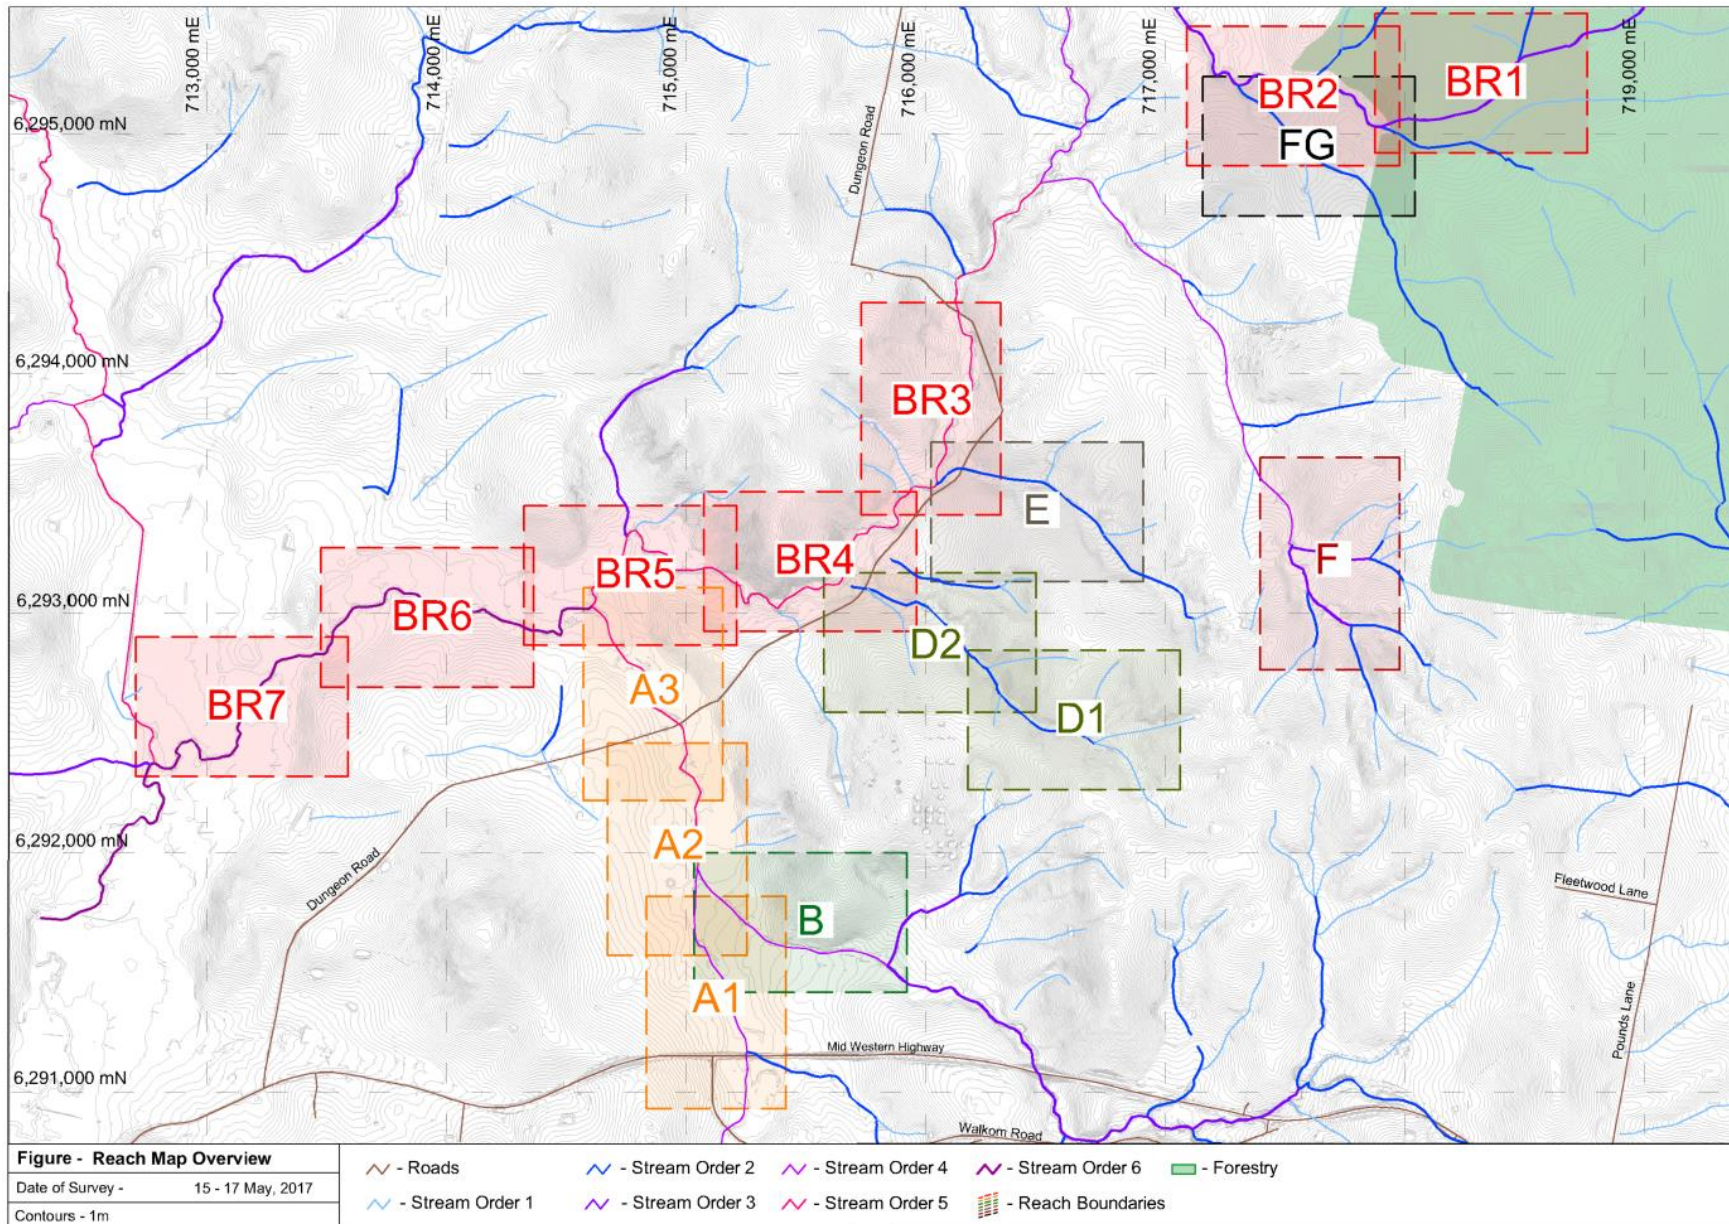 713,000 mE
714,000 mE
715,000 mE
716,000 mE
717,000 mE
719,000 mE
BR1
BR2
6,295,000 mN
FG
Dungeon Road
6,294,000 mN
BR3
E
BR4
F
BR5
6,293,000 mN
BR6
D2
A3
BR7
D1
6,292,000 mN
A2
Dungeon Road
Fleetwood Lane
B
A1
Pounds Lane
Mid Western Highway
6,291,000 mN
Walkom Road
Figure - Reach Map Overview
Date of Survey - 15 - 17 May, 2017
Contours - 1m
- Roads
- Stream Order 1
- Stream Order 2
- Stream Order 3
- Stream Order 4
- Stream Order 5
- Stream Order 6
- Reach Boundaries
- Forestry